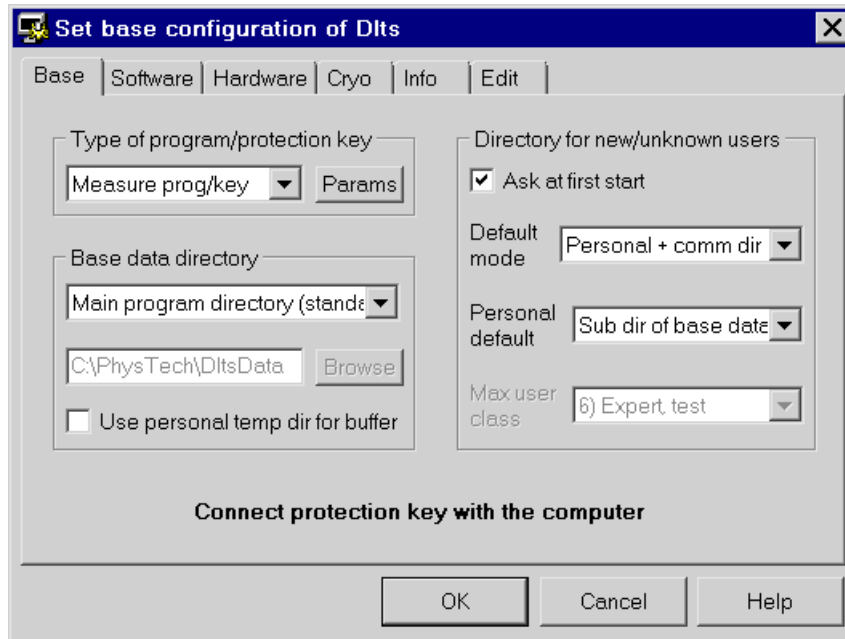 Set base configuration of Dlts
Base Software Hardware Cryo Info Edit
Type of program/protection key
Measure prog/key Params
Base data directory
Main program directory (standa
C:\PhysTech\DltsData Browse
Use personal temp dir for buffer
Directory for new/unknown users
Ask at first start
Default mode Personal + comm dir
Personal default Sub dir of base date
Max user class 6) Expert, test
Connect protection key with the computer
OK Cancel Help